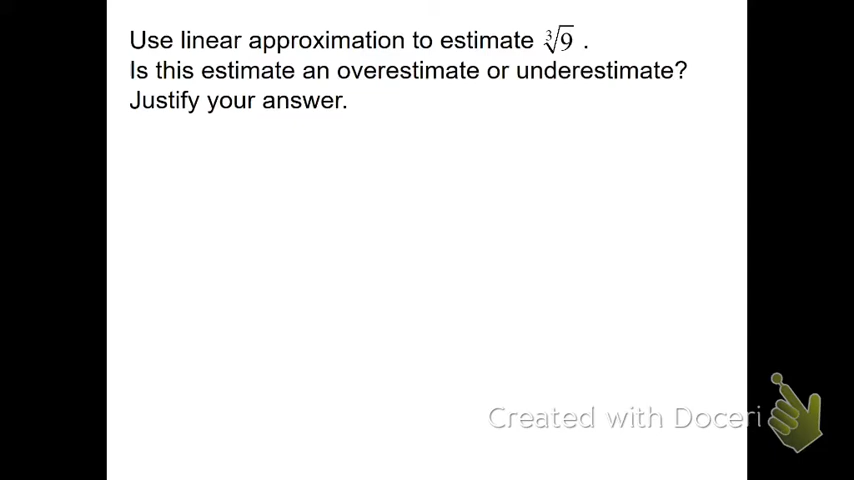 Use linear approximation to estimate ∛9 .
Is this estimate an overestimate or underestimate?
Justify your answer.
Created with Doceri